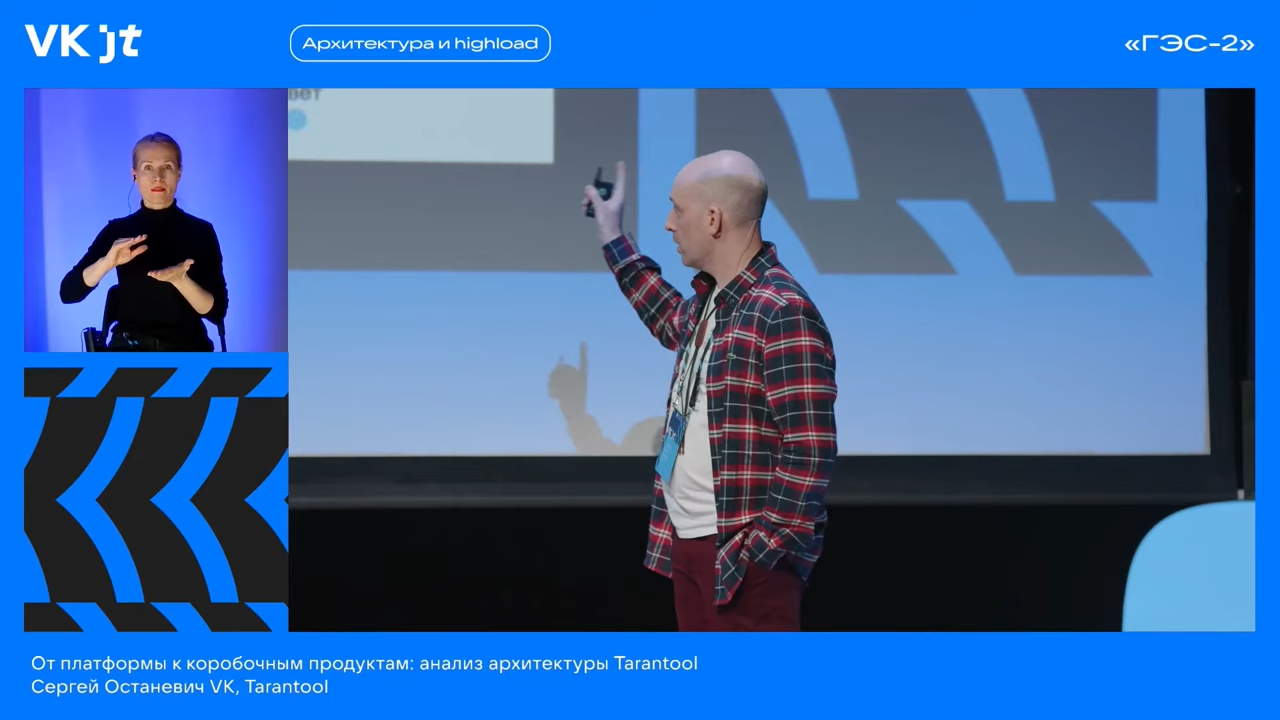 VK JT
Архитектура и highload
«ГЭС-2»
От платформы к коробочным продуктам: анализ архитектуры Tarantool
Сергей Останевич VK, Tarantool